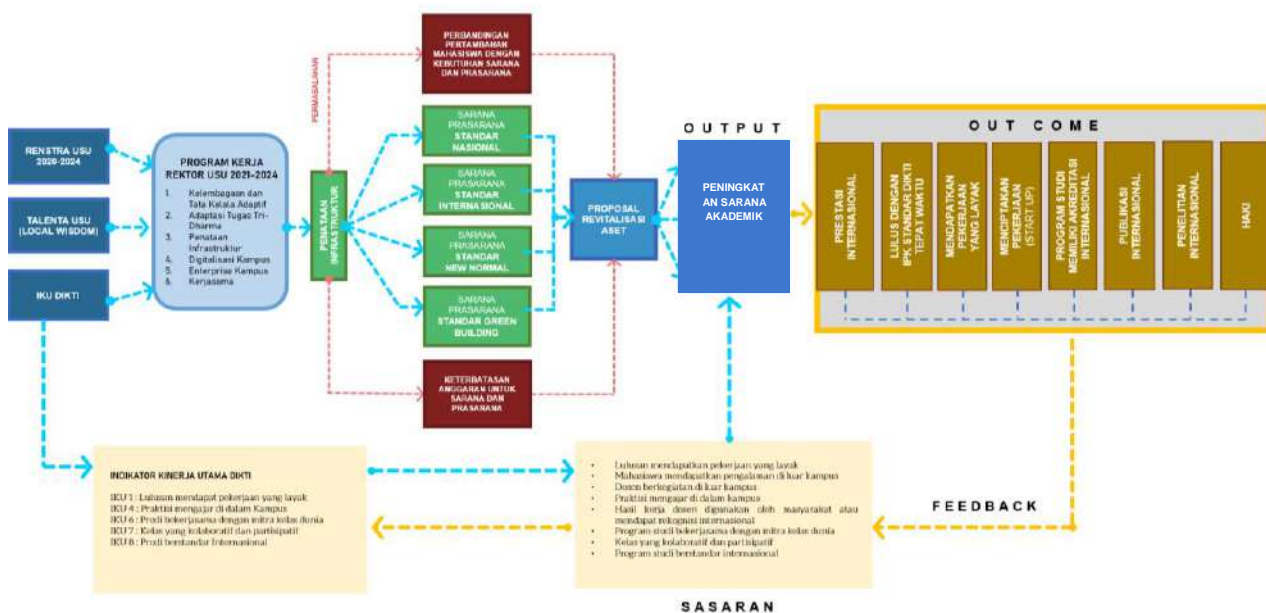 RENSTRA USU
2020-2024
TALENTA USU
(LOCAL WISDOM)
IKU DIKTI
PROGRAM KERJA
REKTOR USU 2021-2024
1. Kelembagaan dan
Tata Kelola Adaptif
2. Adaptasi Tugas Tri-
Dharma
3. Penataan
Infrastruktur
4. Digitalisasi Kampus
5. Enterprise Kampus
6. Kerjasama
PERMASALAHAN
PENATAAN
INFRASTRUKTUR
PERBANDINGAN
PERTAMBAHAN
MAHASISWA DENGAN
KEBUTUHAN SARANA
DAN PRASARANA
SARANA
PRASARANA
STANDAR
NASIONAL
SARANA
PRASARANA
STANDAR
INTERNASIONAL
SARANA
PRASARANA
STANDAR
NEW NORMAL
SARANA
PRASARANA
STANDAR GREEN
BUILDING
KETERBATASAN
ANGGARAN UNTUK
SARANA DAN
PRASARANA
PROPOSAL
REVITALISASI
ASET
OUTPUT
PENINGKAT
AN SARANA
AKADEMIK
OUT COME
PRESTASI
INTERNASIONAL
LULUS DENGAN
IPK STANDAR DIKTI
TEPAT WAKTU
MENDAPATKAN
PEKERJAAN
YANG LAYAK
MENCIPTAKAN
PEKERJAAN
(START UP)
PROGRAM STUDI
MEMILIKI AKREDITASI
INTERNASIONAL
PUBLIKASI
INTERNASIONAL
PENELITIAN
INTERNASIONAL
HAKI
INDIKATOR KINERJA UTAMA DIKTI
IKU 1 : Lulusan mendapat pekerjaan yang layak
IKU 4 : Praktisi mengajar di dalam Kampus
IKU 6 : Prodi bekerjasama dengan mitra kelas dunia
IKU 7 : Kelas yang kolaboratif dan partisipatif
IKU 8 : Prodi berstandar Internasional
• Lulusan mendapatkan pekerjaan yang layak
• Mahasiswa mendapatkan pengalaman di luar kampus
• Dosen berkegiatan di luar kampus
• Praktisi mengajar di dalam kampus
• Hasil kerja dosen digunakan oleh masyarakat atau
mendapat rekognisi internasional
• Program studi bekerjasama dengan mitra kelas dunia
• Kelas yang kolaboratif dan partisipatif
• Program studi berstandar internasional
FEEDBACK
SASARAN